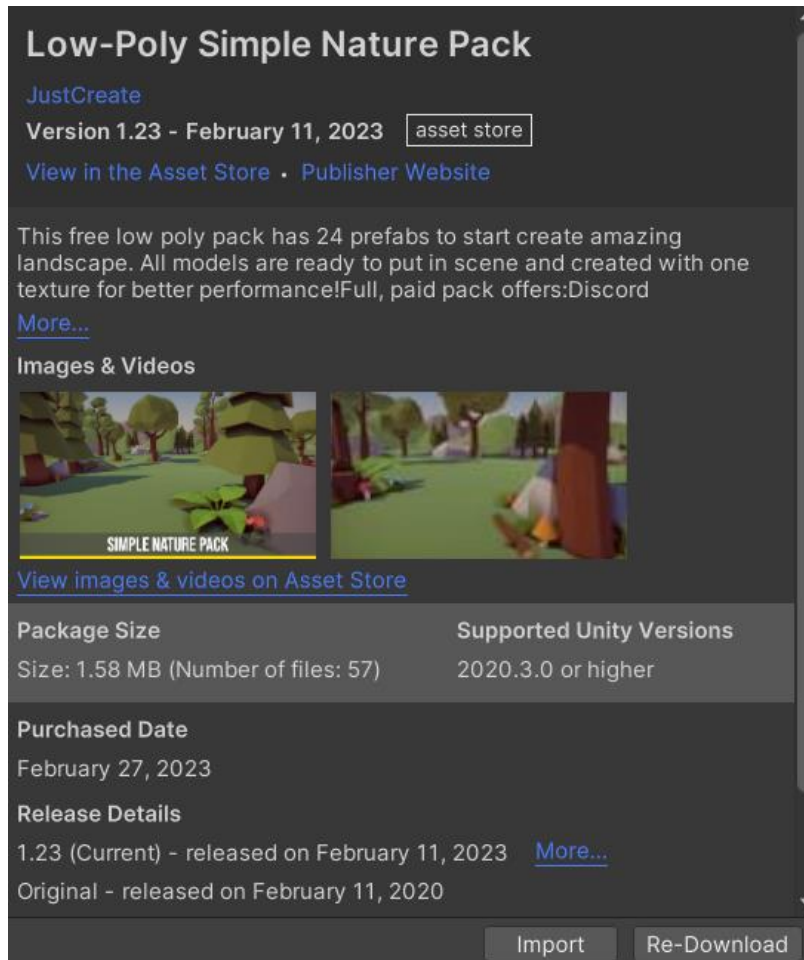 Low-Poly Simple Nature Pack
JustCreate
Version 1.23 - February 11, 2023 asset store
View in the Asset Store • Publisher Website
This free low poly pack has 24 prefabs to start create amazing
landscape. All models are ready to put in scene and created with one
texture for better performance!Full, paid pack offers:Discord
More...
Images & Videos
SIMPLE NATURE PACK
View images & videos on Asset Store
Package Size Supported Unity Versions
Size: 1.58 MB (Number of files: 57) 2020.3.0 or higher
Purchased Date
February 27, 2023
Release Details
1.23 (Current) - released on February 11, 2023 More...
Original - released on February 11, 2020
Import Re-Download